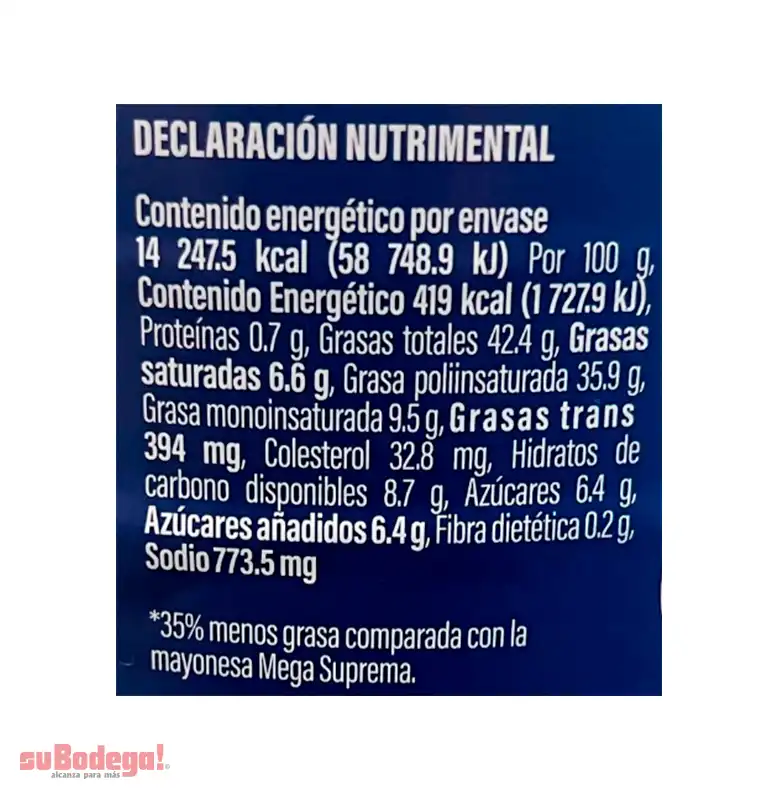 DECLARACIÓN NUTRIMENTAL
Contenido energético por envase
14 247.5 kcal (58 748.9 kJ) Por 100 g,
Contenido Energético 419 kcal (1 727.9 kJ),
Proteínas 0.7 g, Grasas totales 42.4 g, Grasas
saturadas 6.6 g, Grasa poliinsaturada 35.9 g,
Grasa monoinsaturada 9.5 g, Grasas trans
394 mg, Colesterol 32.8 mg, Hidratos de
carbono disponibles 8.7 g, Azúcares 6.4 g,
Azúcares añadidos 6.4 g, Fibra dietética 0.2 g,
Sodio 773.5 mg
*35% menos grasa comparada con la
mayonesa Mega Suprema.
suBodega!®
alcanza para más